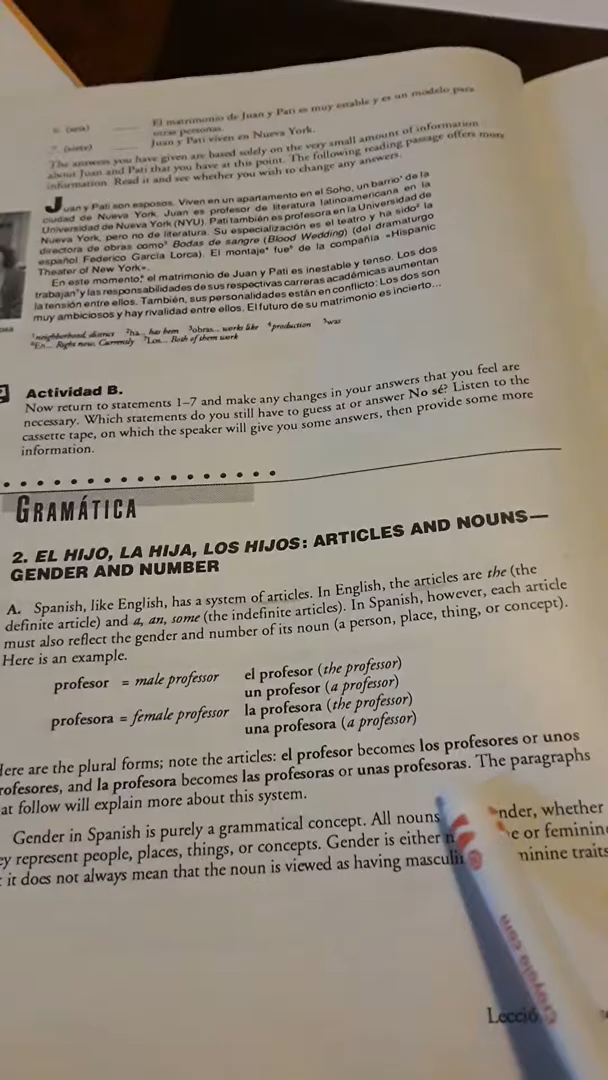 6 (seis) ____ El matrimonio de Juan y Pati es muy estable y es un modelo para
otras personas.
7 (siete) ____ Juan y Pati viven en Nueva York.
The answers you have given are based solely on the very small amount of information
about Juan and Pati that you have at this point. The following reading passage offers more
information. Read it and see whether you wish to change any answers.
Juan y Pati son esposos. Viven en un apartamento en el Soho, un barrio¹ de la
ciudad de Nueva York. Juan es profesor de literatura latinoamericana en la
Universidad de Nueva York (NYU). Pati también es profesora en la Universidad de
Nueva York, pero no de literatura. Su especialización es el teatro y ha sido² la
directora de obras como³ Bodas de sangre (Blood Wedding) (del dramaturgo
español Federico García Lorca). El montaje⁴ fue⁵ de la compañía «Hispanic
Theater of New York».
En este momento,⁶ el matrimonio de Juan y Pati es inestable y tenso. Los dos
trabajan⁷ y las responsabilidades de sus respectivas carreras académicas aumentan
la tensión entre ellos. También, sus personalidades están en conflicto: Los dos son
muy ambiciosos y hay rivalidad entre ellos. El futuro de su matrimonio es incierto...
¹neighborhood, district ²ha... has been ³obras... works like ⁴production ⁵was
⁶En... Right now, Currently ⁷Los... Both of them work
Actividad B.
Now return to statements 1–7 and make any changes in your answers that you feel are
necessary. Which statements do you still have to guess at or answer No sé? Listen to the
cassette tape, on which the speaker will give you some answers, then provide some more
information.
GRAMÁTICA
2. EL HIJO, LA HIJA, LOS HIJOS: ARTICLES AND NOUNS—
GENDER AND NUMBER
A. Spanish, like English, has a system of articles. In English, the articles are the (the
definite article) and a, an, some (the indefinite articles). In Spanish, however, each article
must also reflect the gender and number of its noun (a person, place, thing, or concept).
Here is an example.
profesor = male professor el profesor (the professor)
un profesor (a professor)
profesora = female professor la profesora (the professor)
una profesora (a professor)
Here are the plural forms; note the articles: el profesor becomes los profesores or unos
rofesores, and la profesora becomes las profesoras or unas profesoras. The paragraphs
at follow will explain more about this system.
Gender in Spanish is purely a grammatical concept. All nouns nder, whether
ey represent people, places, things, or concepts. Gender is either n e or feminine
it does not always mean that the noun is viewed as having masculi ninine traits
Crayola.com
Lecció